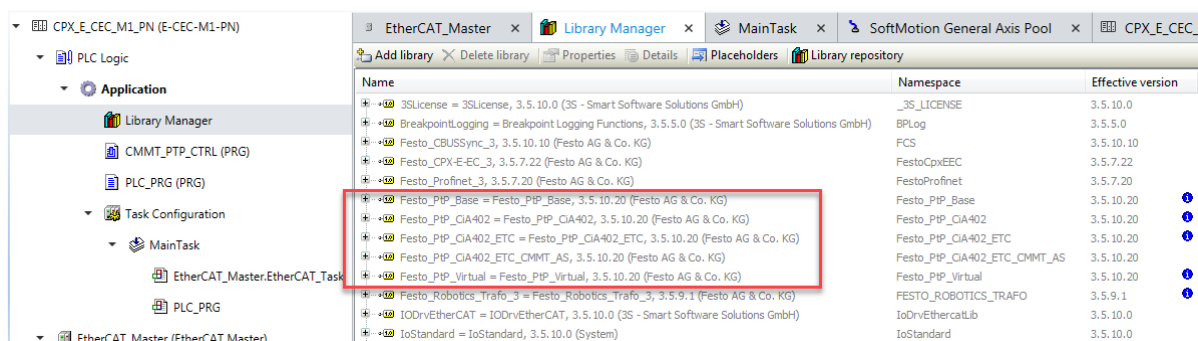 CPX_E_CEC_M1_PN (E-CEC-M1-PN)
PLC Logic
Application
Library Manager
CMMT_PTP_CTRL (PRG)
PLC_PRG (PRG)
Task Configuration
MainTask
EtherCAT_Master.EtherCAT_Task
PLC_PRG
EtherCAT_Master (EtherCAT Master)
EtherCAT_Master Library Manager MainTask SoftMotion General Axis Pool CPX_E_CEC_
Add library Delete library Properties Details Placeholders Library repository
Name Namespace Effective version
3SLicense = 3SLicense, 3.5.10.0 (3S - Smart Software Solutions GmbH) _3S_LICENSE 3.5.10.0
BreakpointLogging = Breakpoint Logging Functions, 3.5.5.0 (3S - Smart Software Solutions GmbH) BPLog 3.5.5.0
Festo_CBUSSync_3, 3.5.10.10 (Festo AG & Co. KG) FCS 3.5.10.10
Festo_CPX-E-EC_3, 3.5.7.22 (Festo AG & Co. KG) FestoCpxEEC 3.5.7.22
Festo_Profinet_3, 3.5.7.20 (Festo AG & Co. KG) FestoProfinet 3.5.7.20
Festo_PtP_Base = Festo_PtP_Base, 3.5.10.20 (Festo AG & Co. KG) Festo_PtP_Base 3.5.10.20
Festo_PtP_CiA402 = Festo_PtP_CiA402, 3.5.10.20 (Festo AG & Co. KG) Festo_PtP_CiA402 3.5.10.20
Festo_PtP_CiA402_ETC = Festo_PtP_CiA402_ETC, 3.5.10.20 (Festo AG & Co. KG) Festo_PtP_CiA402_ETC 3.5.10.20
Festo_PtP_CiA402_ETC_CMMT_AS, 3.5.10.20 (Festo AG & Co. KG) Festo_PtP_CiA402_ETC_CMMT_AS 3.5.10.20
Festo_PtP_Virtual = Festo_PtP_Virtual, 3.5.10.20 (Festo AG & Co. KG) Festo_PtP_Virtual 3.5.10.20
Festo_Robotics_Trafo_3 = Festo_Robotics_Trafo_3, 3.5.9.1 (Festo AG & Co. KG) FESTO_ROBOTICS_TRAFO 3.5.9.1
IODrvEtherCAT = IODrvEtherCAT, 3.5.10.0 (3S - Smart Software Solutions GmbH) IoDrvEthercatLib 3.5.10.0
IoStandard = IoStandard, 3.5.10.0 (System) IoStandard 3.5.10.0